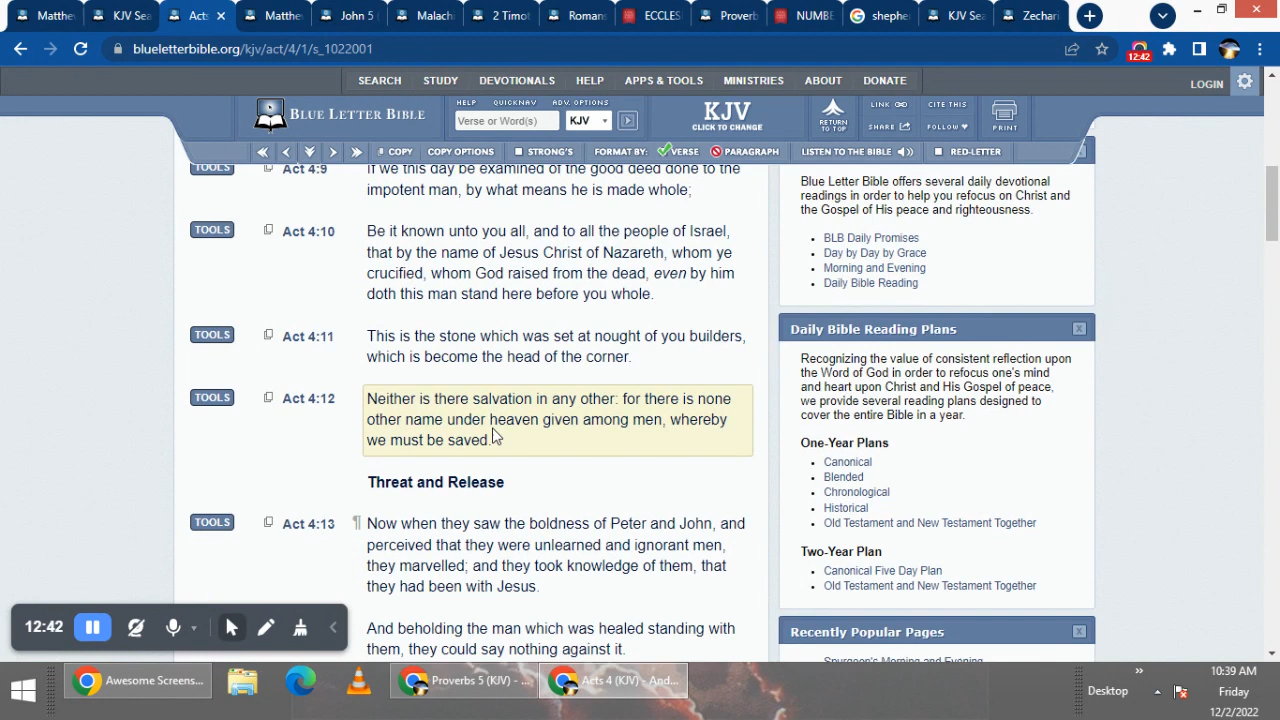 Matthe
KJV Sea
Acts
Matthe
John 5
Malach
2 Timot
Romans
ECCLES
Proverb
NUMBE
shepher
KJV Sea
Zechari
blueletterbible.org/kjv/act/4/1/s_1022001
12:42
SEARCH STUDY DEVOTIONALS HELP APPS & TOOLS MINISTRIES ABOUT DONATE
LOGIN
BLUE LETTER BIBLE
HELP QUICKNAV ADV. OPTIONS
Verse or Word(s)
KJV
KJV
CLICK TO CHANGE
RETURN
TO TOP
LINK
CITE THIS
SHARE
FOLLOW
PRINT
COPY COPY OPTIONS STRONG'S FORMAT BY: VERSE PARAGRAPH LISTEN TO THE BIBLE RED-LETTER
TOOLS
Act 4:9
If we this day be examined of the good deed done to the
impotent man, by what means he is made whole;
TOOLS
Act 4:10
Be it known unto you all, and to all the people of Israel,
that by the name of Jesus Christ of Nazareth, whom ye
crucified, whom God raised from the dead, even by him
doth this man stand here before you whole.
TOOLS
Act 4:11
This is the stone which was set at nought of you builders,
which is become the head of the corner.
TOOLS
Act 4:12
Neither is there salvation in any other: for there is none
other name under heaven given among men, whereby
we must be saved.
Threat and Release
TOOLS
Act 4:13
¶ Now when they saw the boldness of Peter and John, and
perceived that they were unlearned and ignorant men,
they marvelled; and they took knowledge of them, that
they had been with Jesus.
And beholding the man which was healed standing with
them, they could say nothing against it.
Blue Letter Bible offers several daily devotional
readings in order to help you refocus on Christ and
the Gospel of His peace and righteousness.
BLB Daily Promises
Day by Day by Grace
Morning and Evening
Daily Bible Reading
Daily Bible Reading Plans
Recognizing the value of consistent reflection upon
the Word of God in order to refocus one's mind
and heart upon Christ and His Gospel of peace,
we provide several reading plans designed to
cover the entire Bible in a year.
One-Year Plans
Canonical
Blended
Chronological
Historical
Old Testament and New Testament Together
Two-Year Plan
Canonical Five Day Plan
Old Testament and New Testament Together
Recently Popular Pages
Spurgeon's Morning and Evening
12:42
Awesome Screens...
Proverbs 5 (KJV) - ...
Acts 4 (KJV) - And...
Desktop
10:39 AM
Friday
12/2/2022